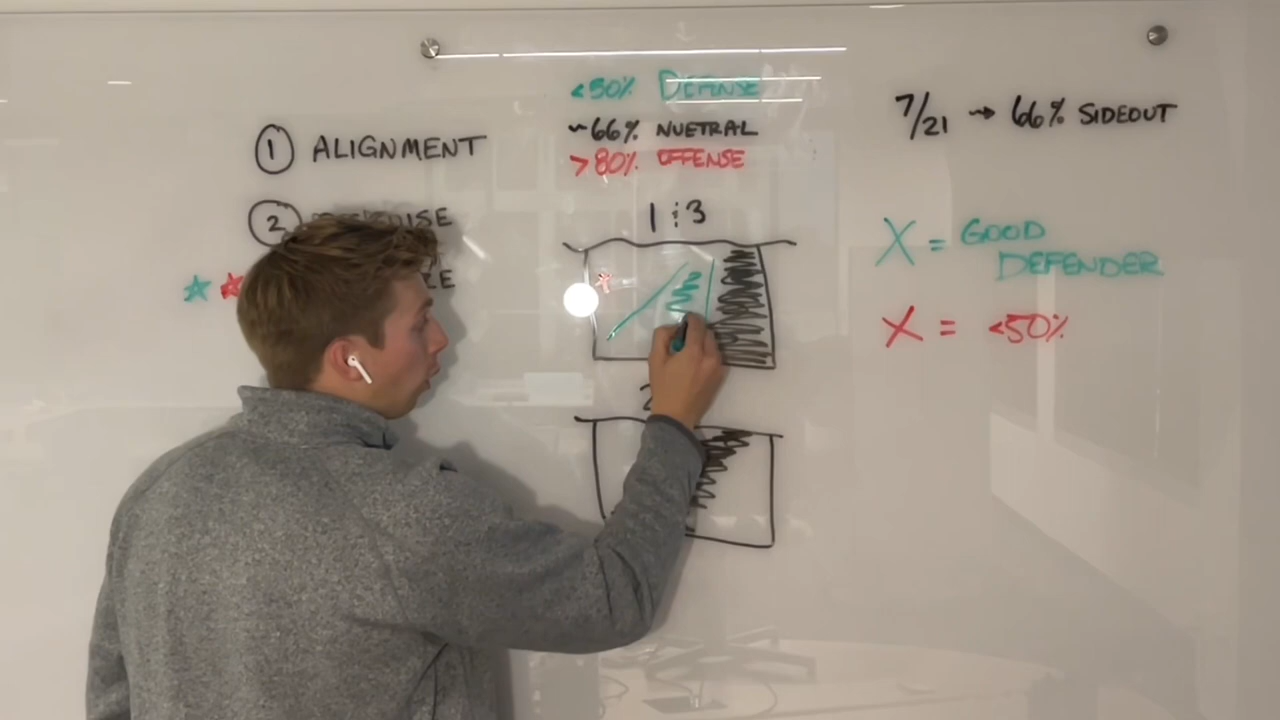 <50% DEFENSE
~66% NUETRAL
>80% OFFENSE
① ALIGNMENT
②
1 : 3
7/21 → 66% SIDEOUT
X = GOOD DEFENDER
X = <50%